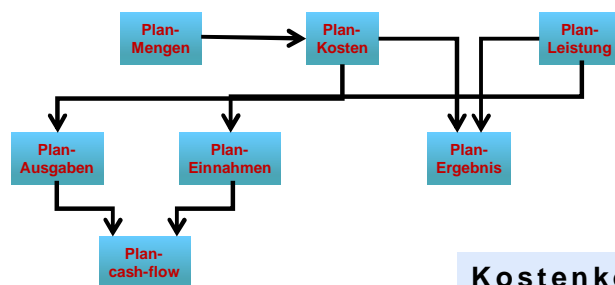 Plan-
Mengen
Plan-
Kosten
Plan-
Leistung
Plan-
Ausgaben
Plan-
Einnahmen
Plan-
Ergebnis
Plan-
cash-flow